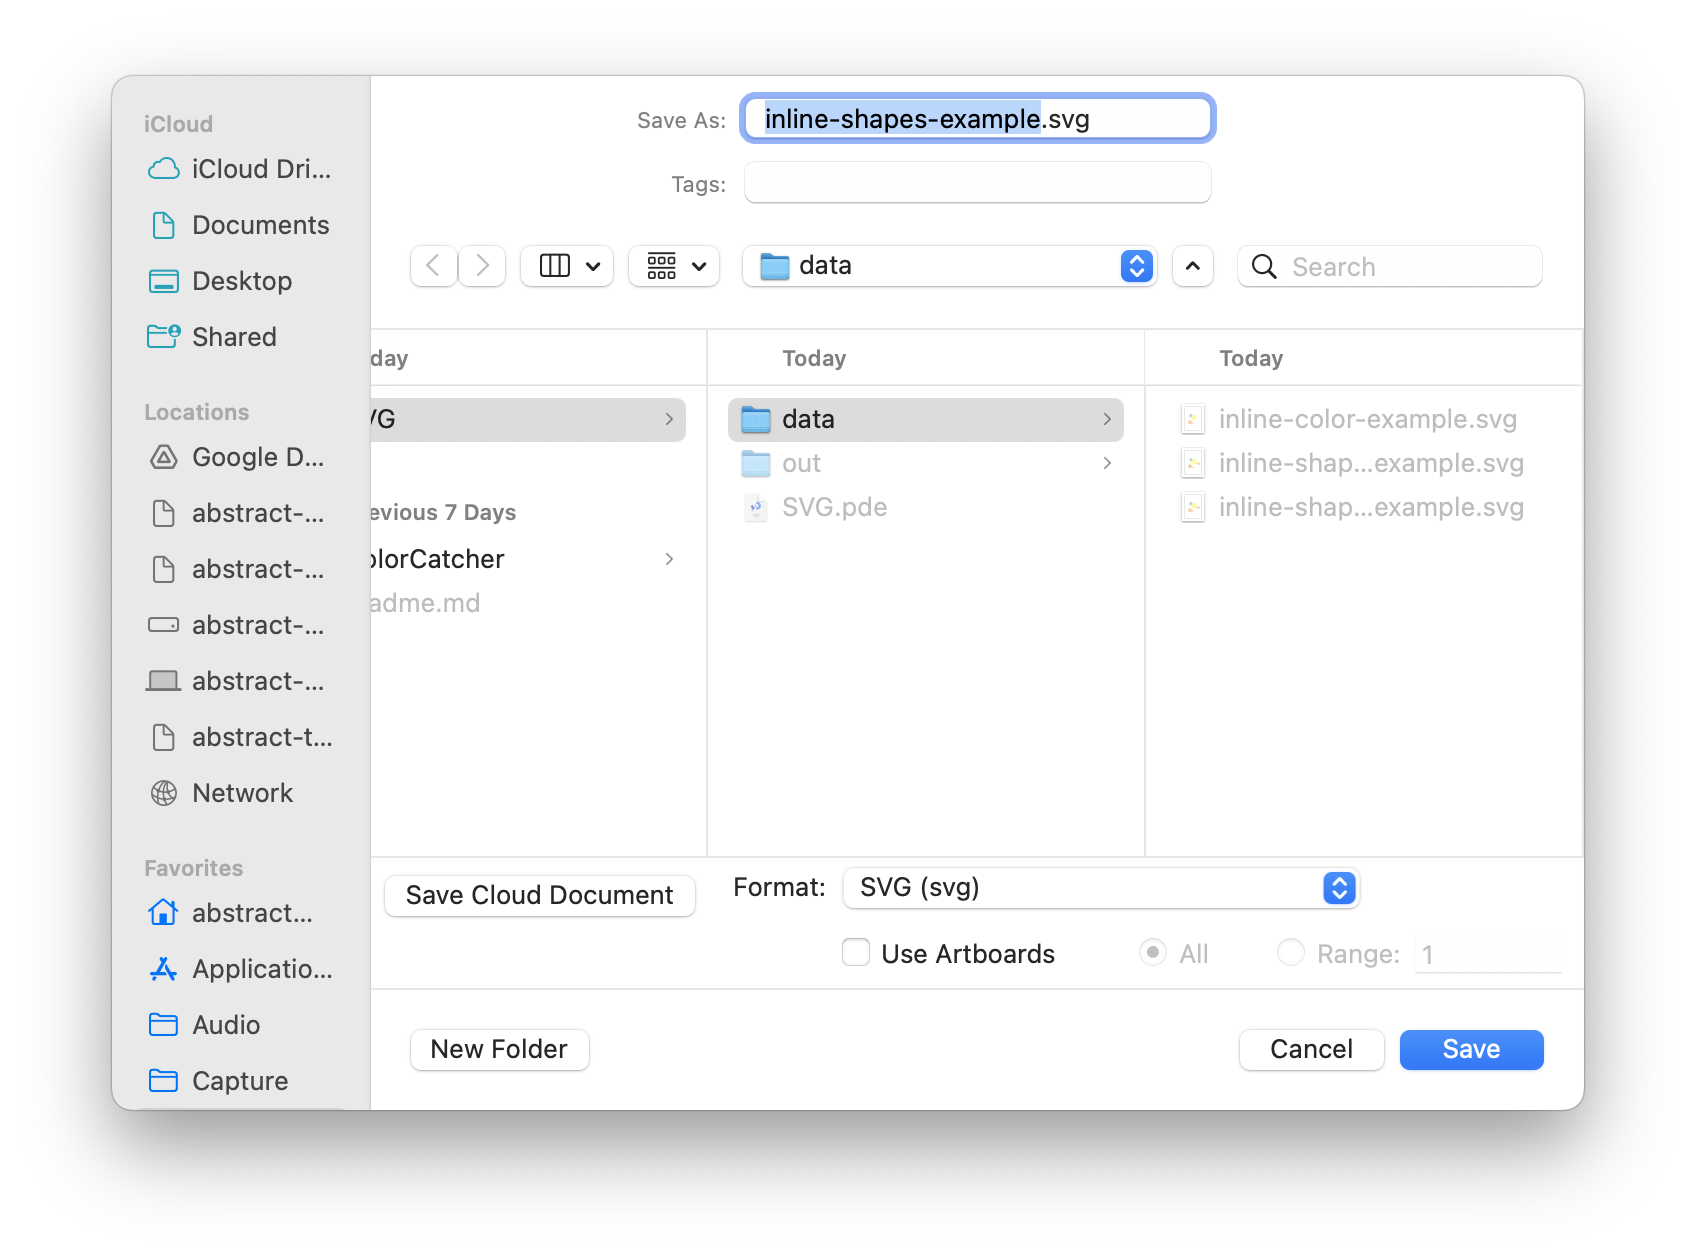 iCloud
iCloud Dri...
Documents
Desktop
Shared
Locations
Google D...
abstract-...
abstract-...
abstract-...
abstract-...
abstract-t...
Network
Favorites
abstract...
Applicatio...
Audio
Capture
Save As: inline-shapes-example.svg
Tags:
data
Search
day
VG
evious 7 Days
olorCatcher
adme.md
Today
data
out
SVG.pde
Today
inline-color-example.svg
inline-shap...example.svg
inline-shap...example.svg
Save Cloud Document
Format: SVG (svg)
Use Artboards All Range: 1
New Folder
Cancel
Save